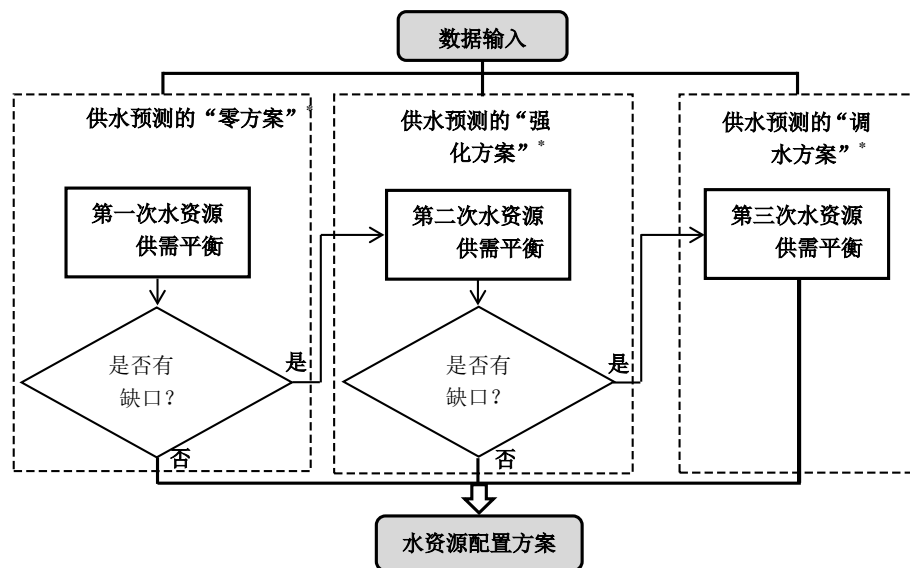 数据输入
供水预测的“零方案”*
供水预测的“强
化方案”*
供水预测的“调
水方案”*
第一次水资源
供需平衡
第二次水资源
供需平衡
第三次水资源
供需平衡
是否有
缺口？
是
否
是否有
缺口？
是
否
水资源配置方案